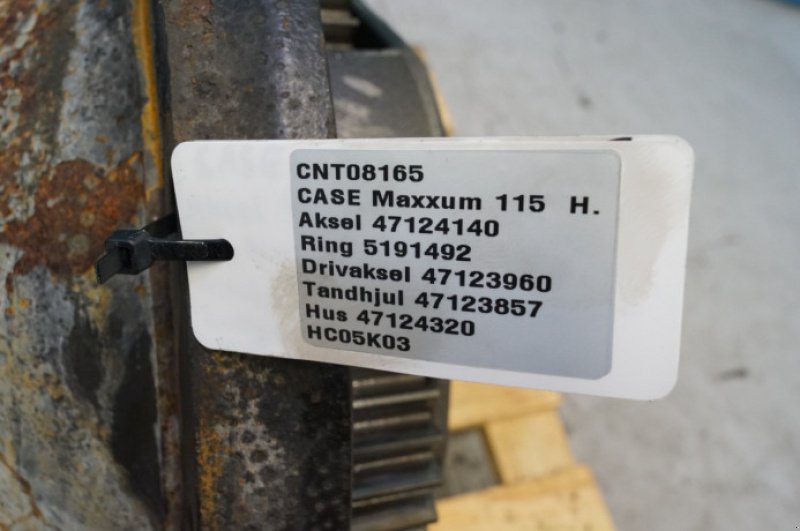 CNT08165
CASE Maxxum 115 H.
Aksel 47124140
Ring 5191492
Drivaksel 47123960
Tandhjul 47123857
Hus 47124320
HC05K03